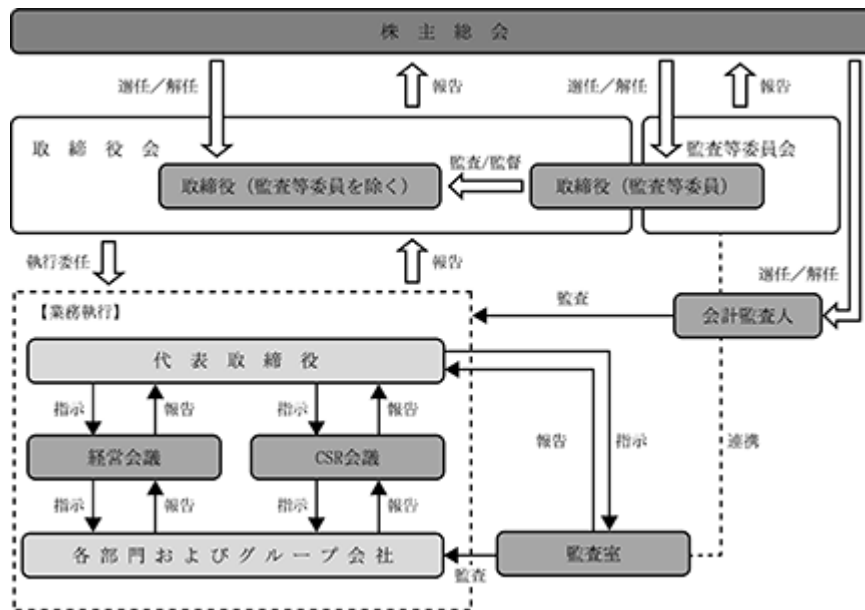 株主総会
選任／解任
報告
選任／解任
報告
取締役会
監査等委員会
監査/監督
取締役（監査等委員を除く）
取締役（監査等委員）
執行委任
報告
選任／解任
【業務執行】
監査
会計監査人
代表取締役
指示
報告
指示
報告
経営会議
CSR会議
報告
指示
連携
指示
報告
指示
報告
各部門およびグループ会社
監査
監査室